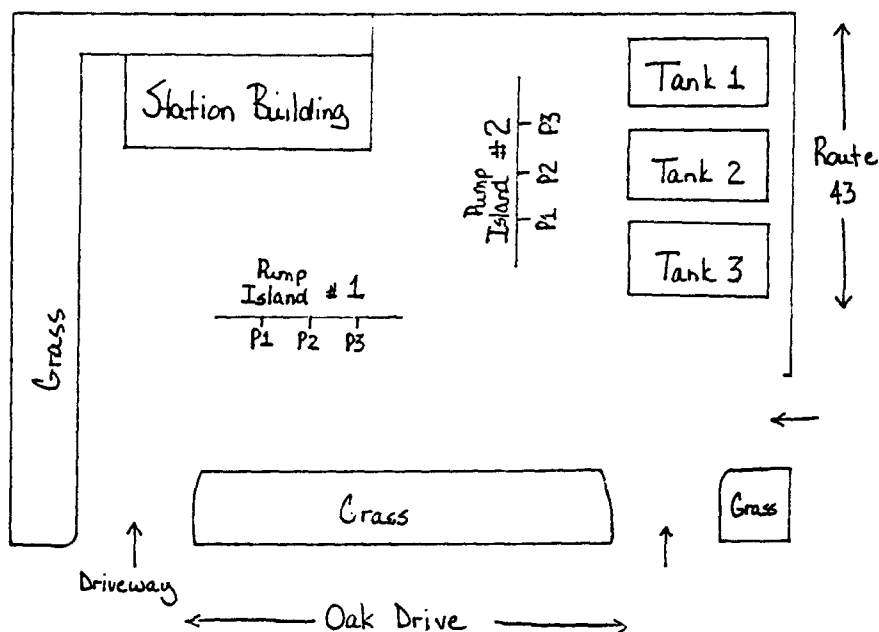 Station Building
Pump
Island #2
P1 P2 P3
Tank 1
Tank 2
Tank 3
Route
43
Pump
Island # 1
P1 P2 P3
Grass
Grass
Grass
Driveway
Oak Drive